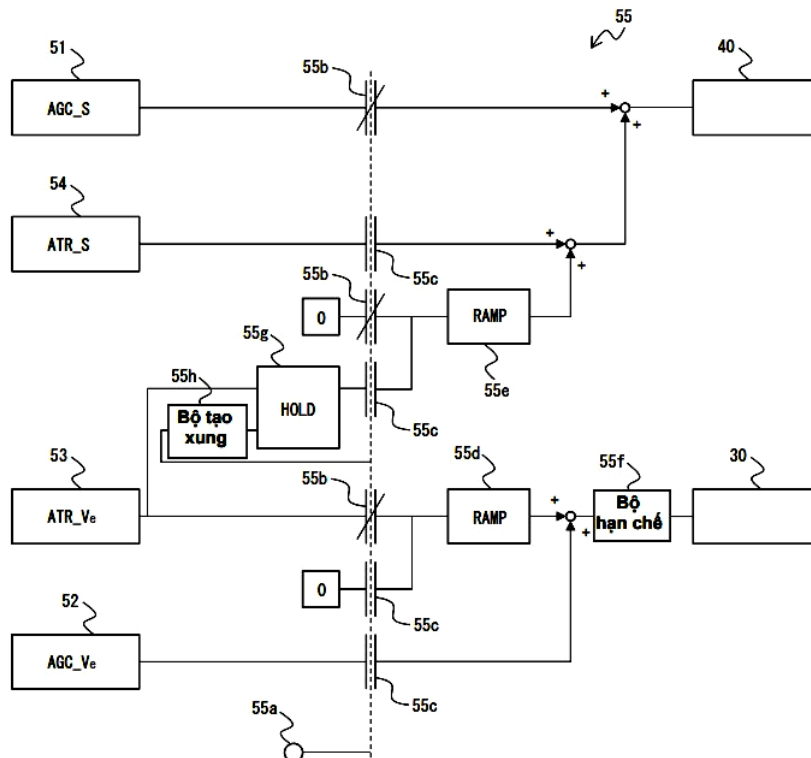 55
51
55b
40
AGC_S
+
+
54
ATR_S
+
55b
55c
+
0
RAMP
55g
55h
55e
HOLD
Bộ tạo
xung
55c
53
55b
55d
55f
30
ATR_Ve
RAMP
+
Bộ
hạn chế
+
0
52
55c
AGC_Ve
55c
55a